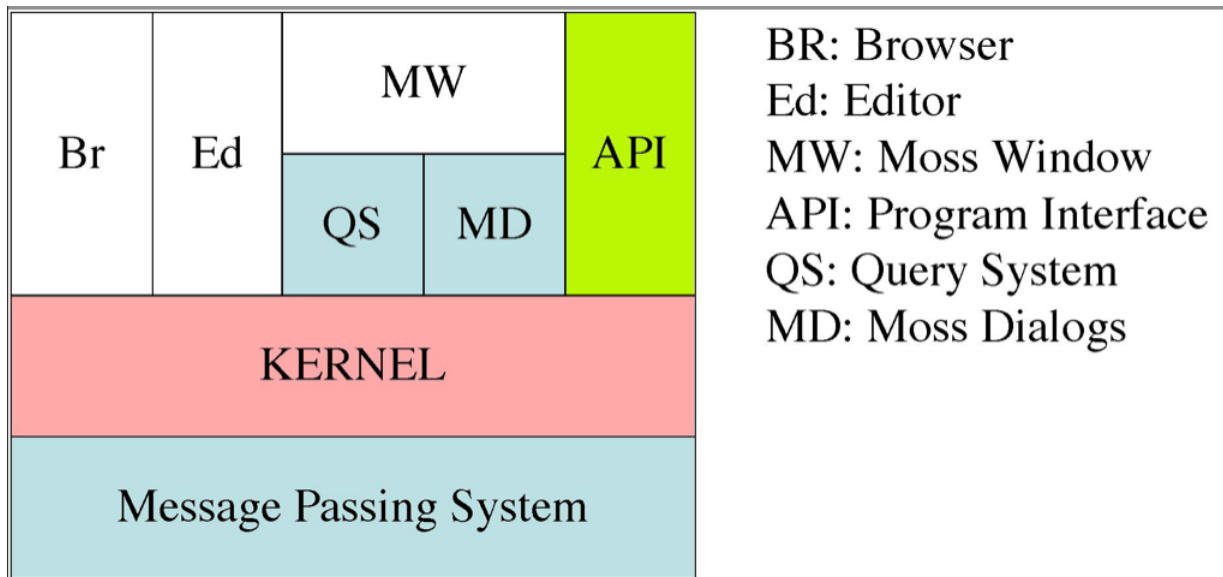 Br
Ed
MW
API
QS
MD
KERNEL
Message Passing System
BR: Browser
Ed: Editor
MW: Moss Window
API: Program Interface
QS: Query System
MD: Moss Dialogs